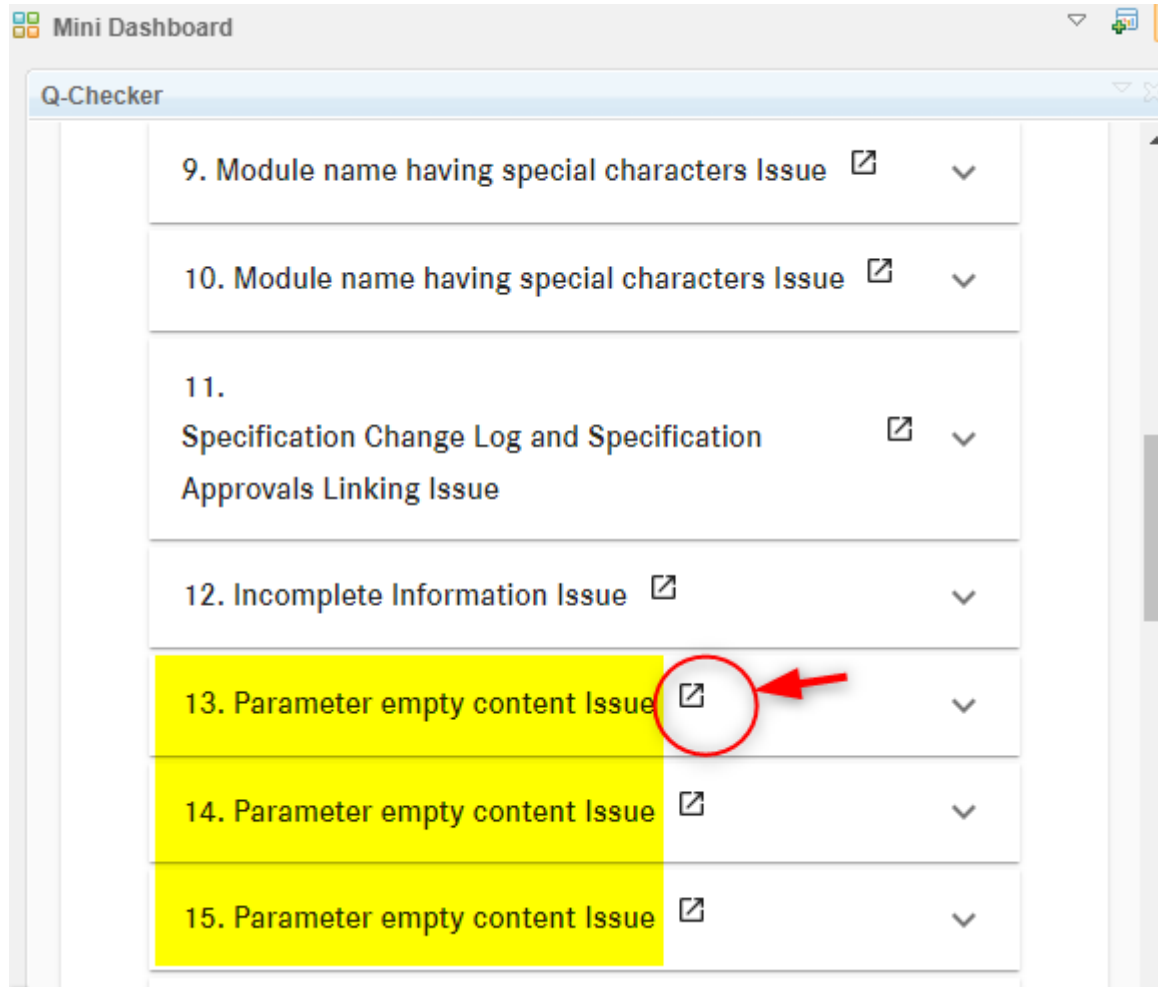 Mini Dashboard
Q-Checker
9. Module name having special characters Issue
10. Module name having special characters Issue
11.
Specification Change Log and Specification
Approvals Linking Issue
12. Incomplete Information Issue
13. Parameter empty content Issue
14. Parameter empty content Issue
15. Parameter empty content Issue